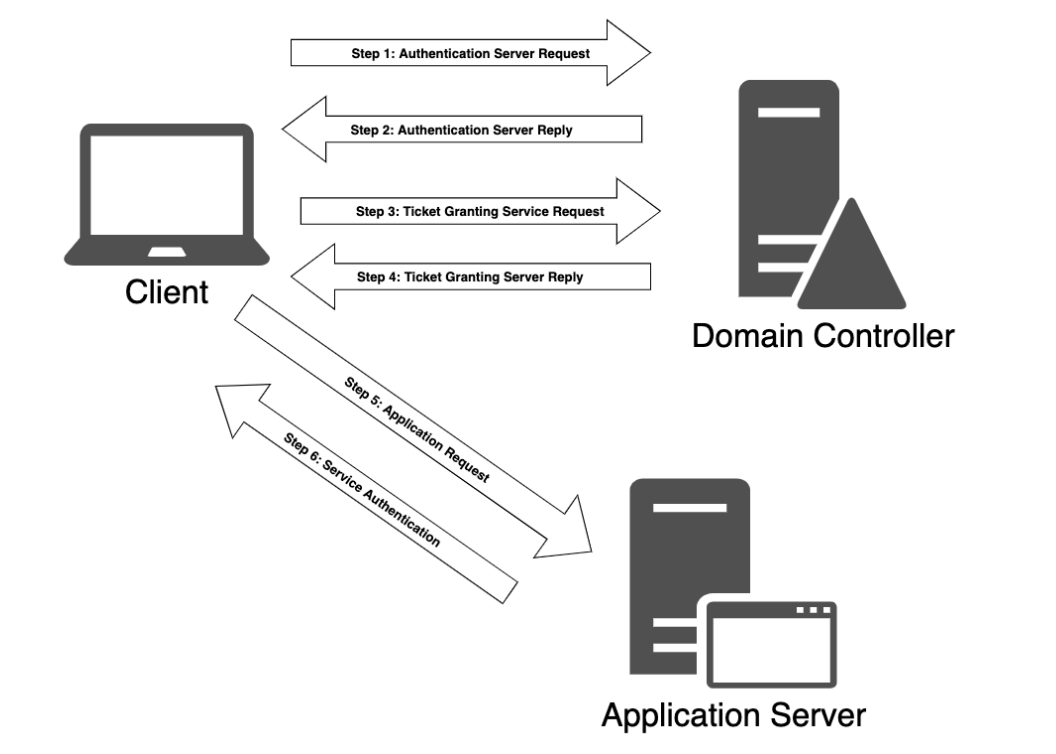 Step 1: Authentication Server Request
Step 2: Authentication Server Reply
Step 3: Ticket Granting Service Request
Step 4: Ticket Granting Server Reply
Client
Domain Controller
Step 5: Application Request
Step 6: Service Authentication
Application Server